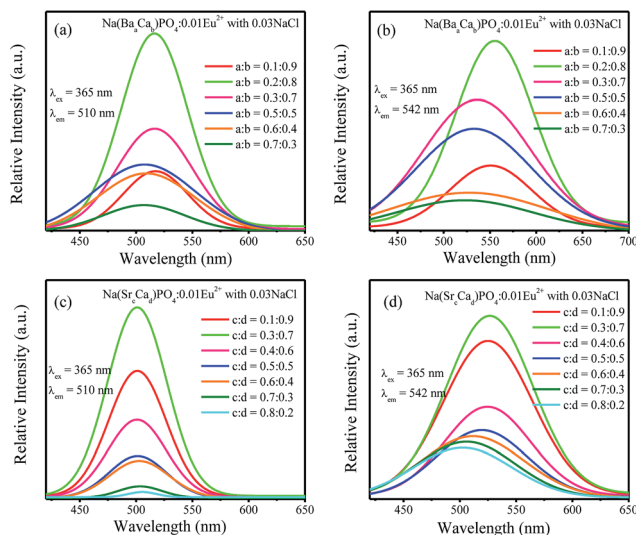 (a)
Na(BaₐCa_b)PO₄:0.01Eu²⁺ with 0.03NaCl
λₑₓ = 365 nm
λₑₘ = 510 nm
a:b = 0.1:0.9
a:b = 0.2:0.8
a:b = 0.3:0.7
a:b = 0.5:0.5
a:b = 0.6:0.4
a:b = 0.7:0.3
Relative Intensity (a.u.)
450 500 550 600 650
Wavelength (nm)
(b)
Na(BaₐCa_b)PO₄:0.01Eu²⁺ with 0.03NaCl
λₑₓ = 365 nm
λₑₘ = 542 nm
a:b = 0.1:0.9
a:b = 0.2:0.8
a:b = 0.3:0.7
a:b = 0.5:0.5
a:b = 0.6:0.4
a:b = 0.7:0.3
Relative Intensity (a.u.)
450 500 550 600 650 700
Wavelength (nm)
(c)
Na(Sr_cCa_d)PO₄:0.01Eu²⁺ with 0.03NaCl
λₑₓ = 365 nm
λₑₘ = 510 nm
c:d = 0.1:0.9
c:d = 0.3:0.7
c:d = 0.4:0.6
c:d = 0.5:0.5
c:d = 0.6:0.4
c:d = 0.7:0.3
c:d = 0.8:0.2
Relative Intensity (a.u.)
450 500 550 600 650
Wavelength (nm)
(d)
Na(Sr_cCa_d)PO₄:0.01Eu²⁺ with 0.03NaCl
λₑₓ = 365 nm
λₑₘ = 542 nm
c:d = 0.1:0.9
c:d = 0.3:0.7
c:d = 0.4:0.6
c:d = 0.5:0.5
c:d = 0.6:0.4
c:d = 0.7:0.3
c:d = 0.8:0.2
Relative Intensity (a.u.)
450 500 550 600 650
Wavelength (nm)